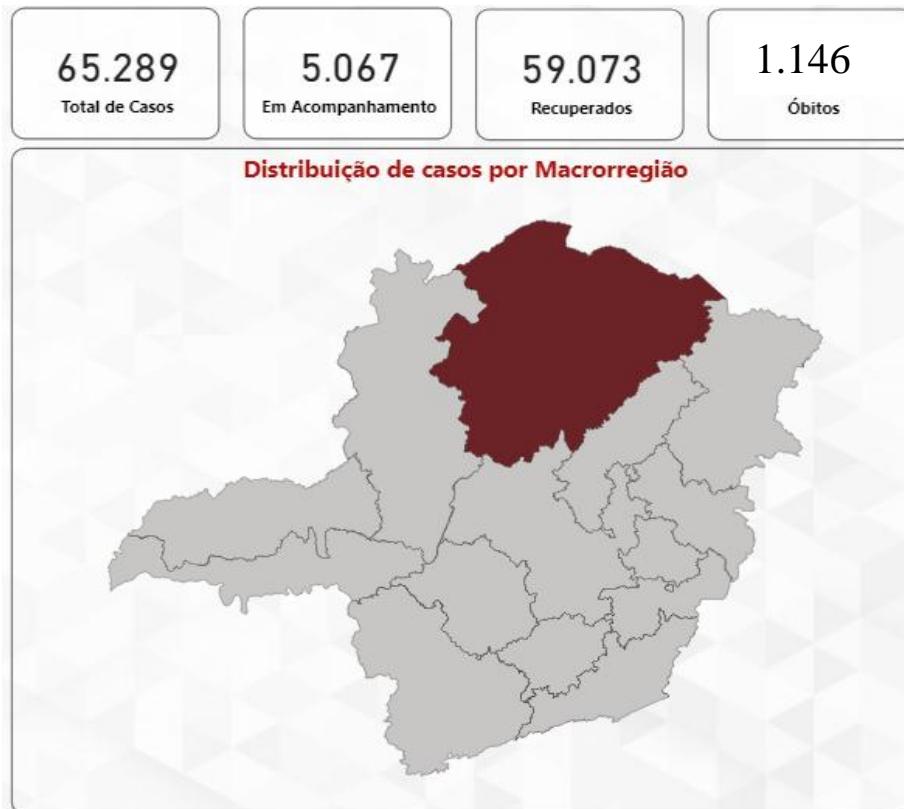 65.289
Total de Casos
5.067
Em Acompanhamento
59.073
Recuperados
1.146
Óbitos
Distribuição de casos por Macrorregião